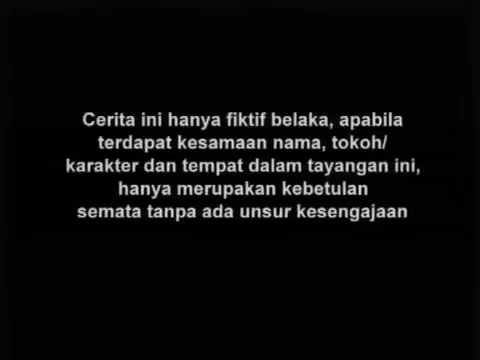 Cerita ini hanya fiktif belaka, apabila
terdapat kesamaan nama, tokoh/
karakter dan tempat dalam tayangan ini,
hanya merupakan kebetulan
semata tanpa ada unsur kesengajaan